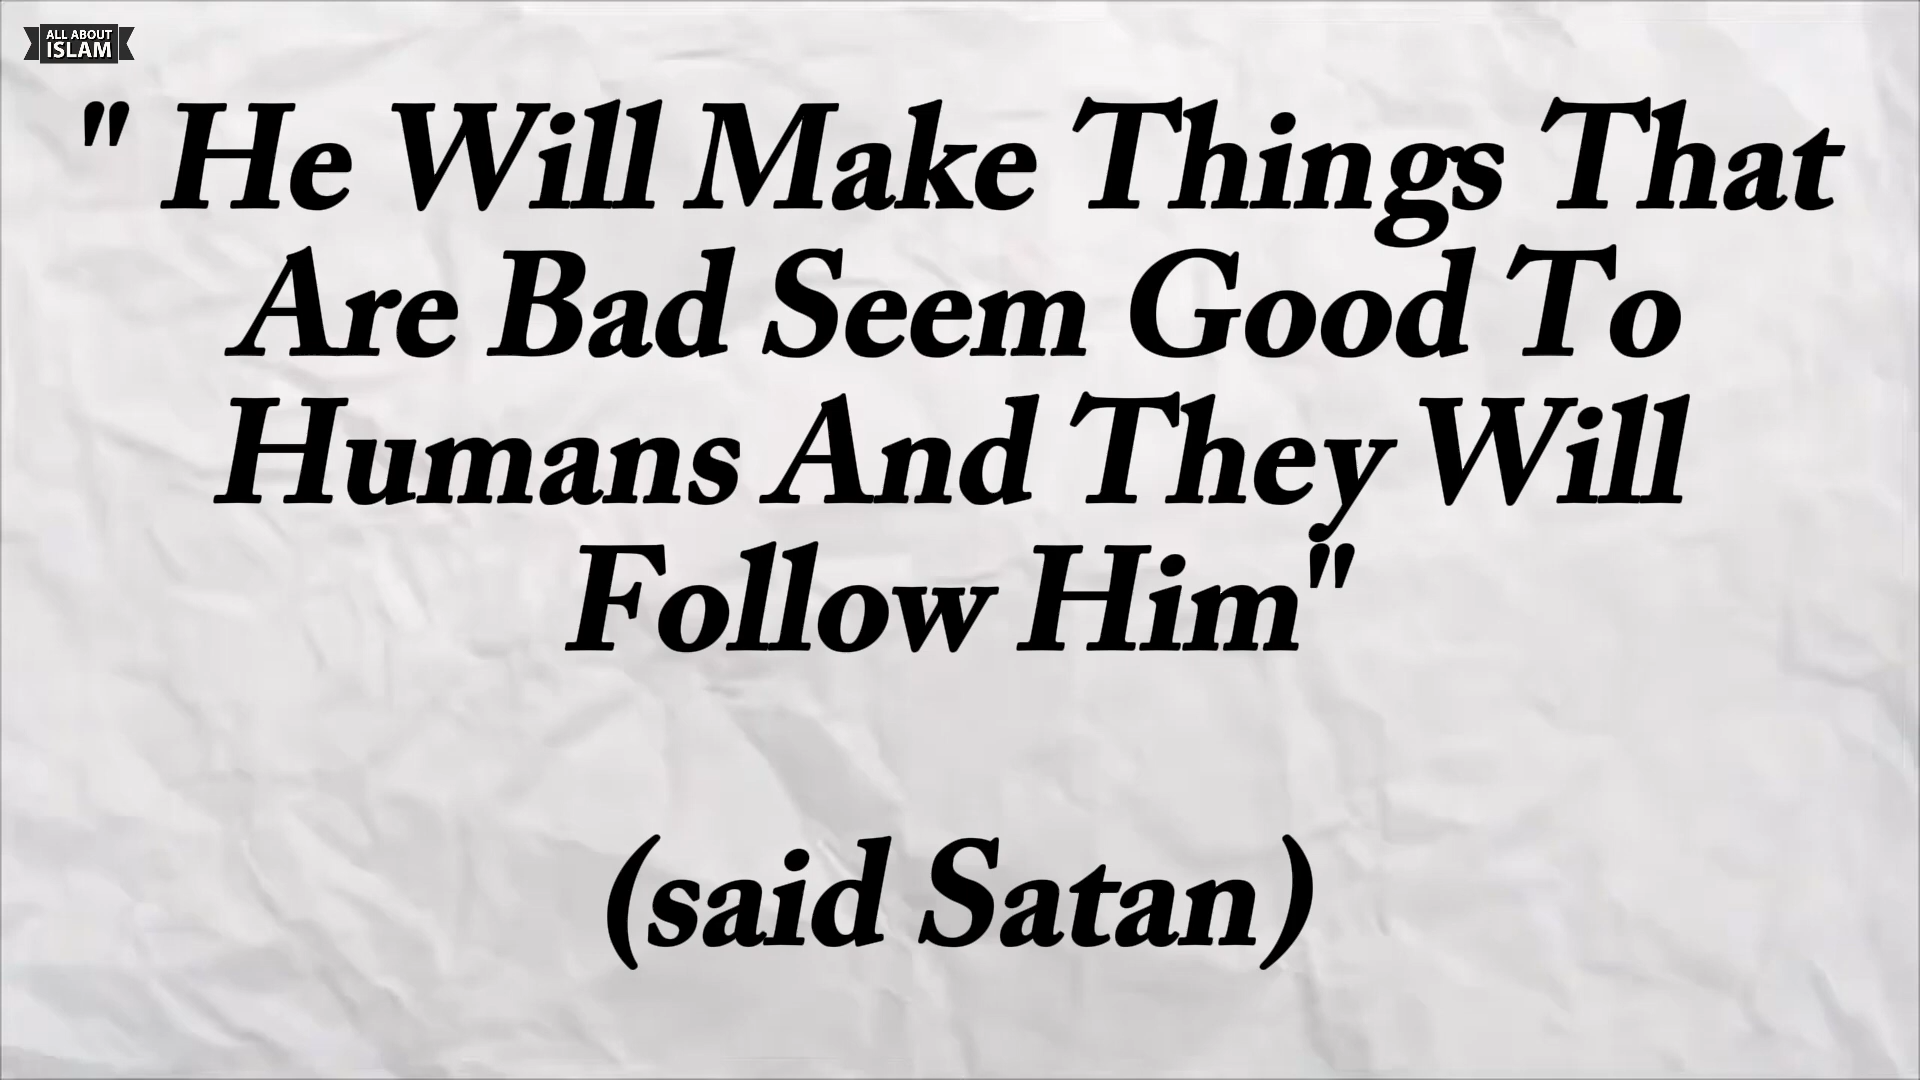 ALL ABOUT
ISLAM
" He Will Make Things That
Are Bad Seem Good To
Humans And They Will
Follow Him"
(said Satan)